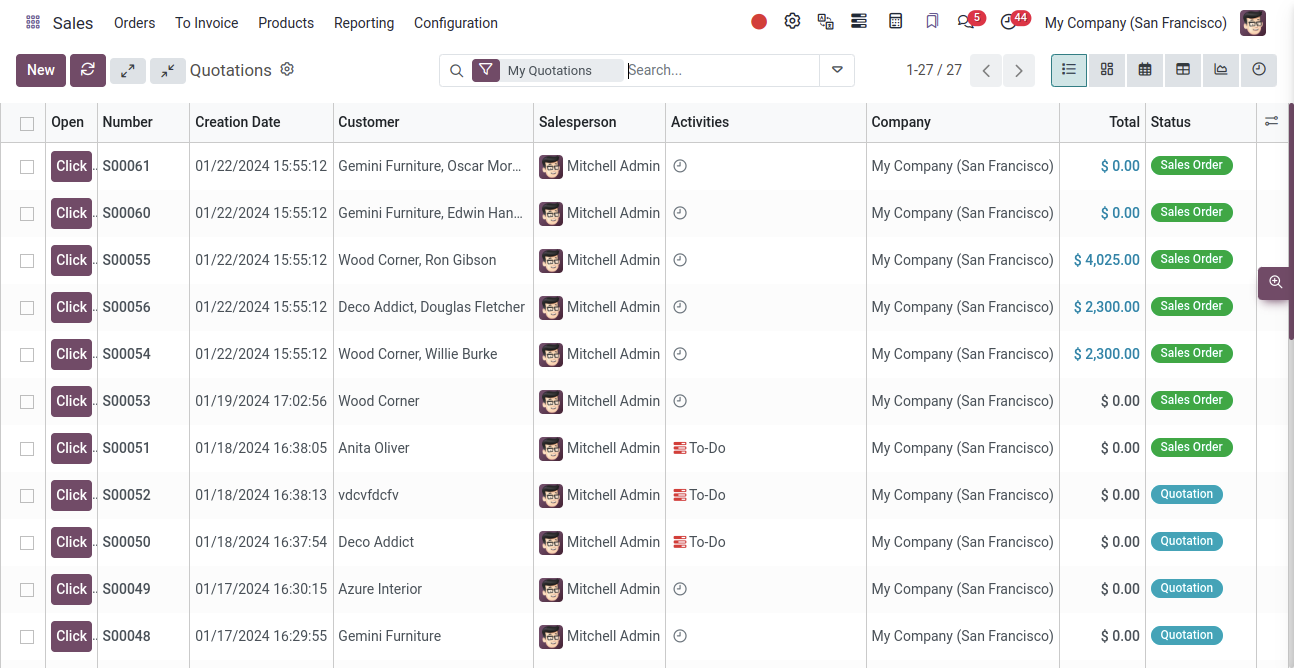 Sales Orders To Invoice Products Reporting Configuration 5 44 My Company (San Francisco)
New Quotations My Quotations Search... 1-27 / 27
Open Number Creation Date Customer Salesperson Activities Company Total Status
Click S00061 01/22/2024 15:55:12 Gemini Furniture, Oscar Mor... Mitchell Admin My Company (San Francisco) $ 0.00 Sales Order
Click S00060 01/22/2024 15:55:12 Gemini Furniture, Edwin Han... Mitchell Admin My Company (San Francisco) $ 0.00 Sales Order
Click S00055 01/22/2024 15:55:12 Wood Corner, Ron Gibson Mitchell Admin My Company (San Francisco) $ 4,025.00 Sales Order
Click S00056 01/22/2024 15:55:12 Deco Addict, Douglas Fletcher Mitchell Admin My Company (San Francisco) $ 2,300.00 Sales Order
Click S00054 01/22/2024 15:55:12 Wood Corner, Willie Burke Mitchell Admin My Company (San Francisco) $ 2,300.00 Sales Order
Click S00053 01/19/2024 17:02:56 Wood Corner Mitchell Admin My Company (San Francisco) $ 0.00 Sales Order
Click S00051 01/18/2024 16:38:05 Anita Oliver Mitchell Admin To-Do My Company (San Francisco) $ 0.00 Sales Order
Click S00052 01/18/2024 16:38:13 vdcvfdcfv Mitchell Admin To-Do My Company (San Francisco) $ 0.00 Quotation
Click S00050 01/18/2024 16:37:54 Deco Addict Mitchell Admin To-Do My Company (San Francisco) $ 0.00 Quotation
Click S00049 01/17/2024 16:30:15 Azure Interior Mitchell Admin My Company (San Francisco) $ 0.00 Quotation
Click S00048 01/17/2024 16:29:55 Gemini Furniture Mitchell Admin My Company (San Francisco) $ 0.00 Quotation